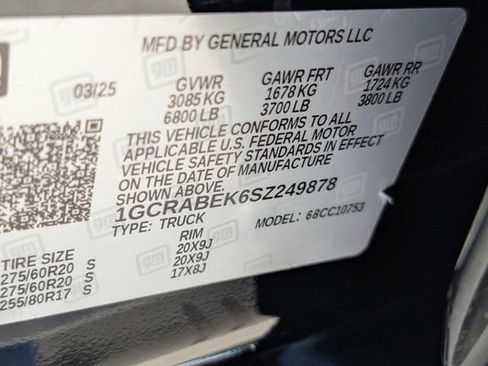 MFD BY GENERAL MOTORS LLC
03/25 GVWR GAWR FRT GAWR RR
3085 KG 1678 KG 1724 KG
6800 LB 3700 LB 3800 LB
THIS VEHICLE CONFORMS TO ALL
APPLICABLE U.S. FEDERAL MOTOR
VEHICLE SAFETY STANDARDS IN EFFECT
ON THE DATE OF MANUFACTURE
SHOWN ABOVE.
1GCRABEK6SZ249878
TYPE: TRUCK 68CC10753
TIRE SIZE RIM
275/60R20 S 20X9J
275/60R20 S 20X9J
255/80R17 S 17X8J